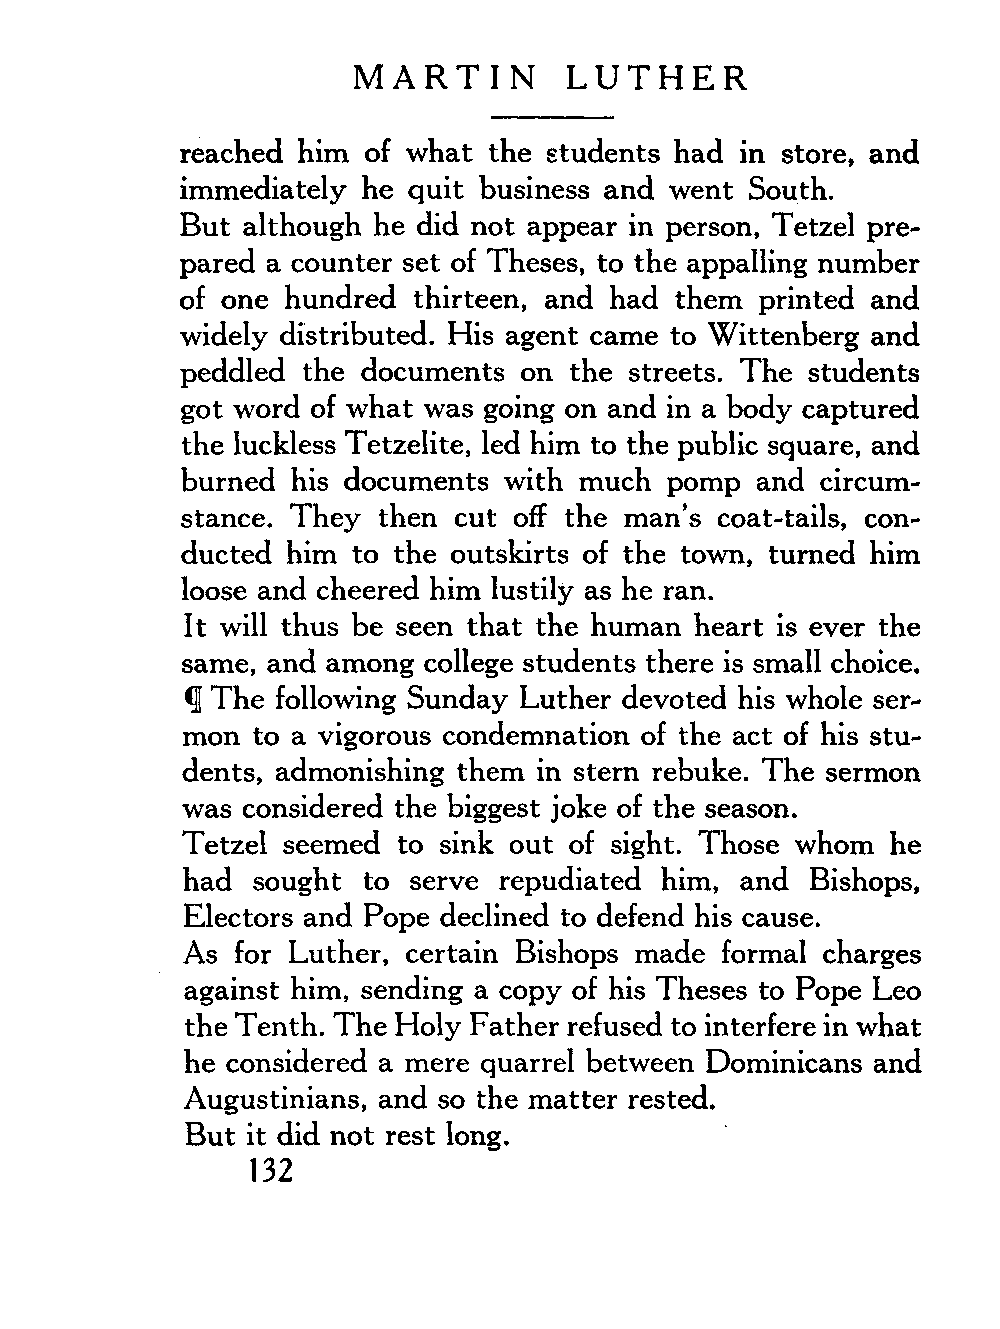 MARTIN LUTHER
reached him of what the students had in store, and
immediately he quit business and went South.
But although he did not appear in person, Tetzel pre-
pared a counter set of Theses, to the appalling number
of one hundred thirteen, and had them printed and
widely distributed. His agent came to Wittenberg and
peddled the documents on the streets. The students
got word of what was going on and in a body captured
the luckless Tetzelite, led him to the public square, and
burned his documents with much pomp and circum-
stance. They then cut off the man's coat-tails, con-
ducted him to the outskirts of the town, turned him
loose and cheered him lustily as he ran.
It will thus be seen that the human heart is ever the
same, and among college students there is small choice.
¶ The following Sunday Luther devoted his whole ser-
mon to a vigorous condemnation of the act of his stu-
dents, admonishing them in stern rebuke. The sermon
was considered the biggest joke of the season.
Tetzel seemed to sink out of sight. Those whom he
had sought to serve repudiated him, and Bishops,
Electors and Pope declined to defend his cause.
As for Luther, certain Bishops made formal charges
against him, sending a copy of his Theses to Pope Leo
the Tenth. The Holy Father refused to interfere in what
he considered a mere quarrel between Dominicans and
Augustinians, and so the matter rested.
But it did not rest long.
132